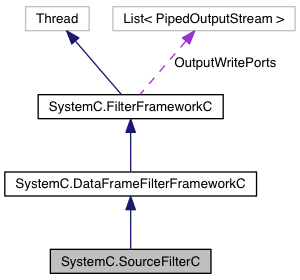 Thread
List< PipedOutputStream >
OutputWritePorts
SystemC.FilterFrameworkC
SystemC.DataFrameFilterFrameworkC
SystemC.SourceFilterC